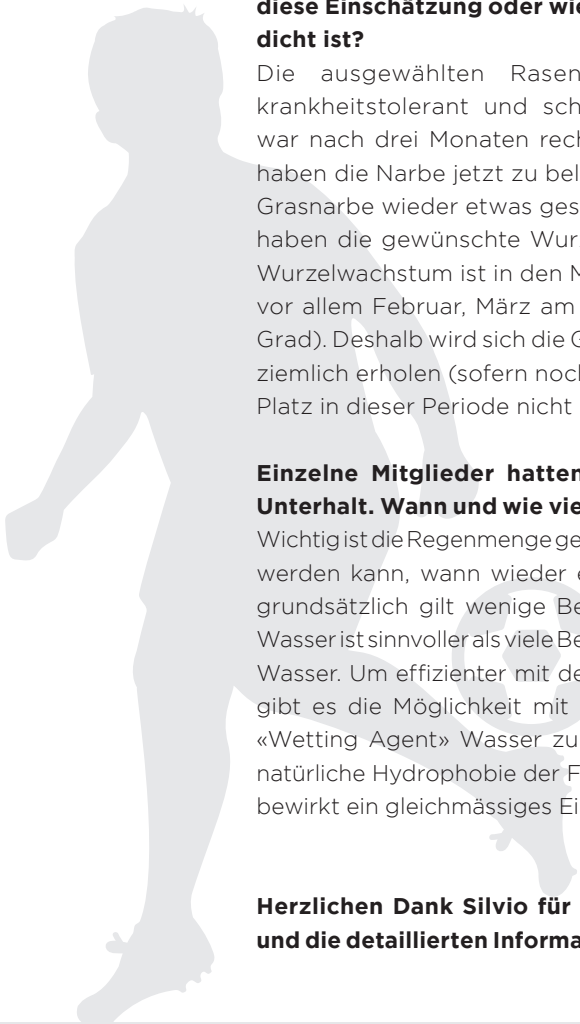 diese Einschätzung oder wie
dicht ist?
Die ausgewählten Rasen
krankheitstolerant und sch
war nach drei Monaten rech
haben die Narbe jetzt zu bel
Grasnarbe wieder etwas ges
haben die gewünschte Wurz
Wurzelwachstum ist in den M
vor allem Februar, März am
Grad). Deshalb wird sich die G
ziemlich erholen (sofern noch
Platz in dieser Periode nicht
Einzelne Mitglieder hatten
Unterhalt. Wann und wie vie
Wichtig ist die Regenmenge ge
werden kann, wann wieder e
grundsätzlich gilt wenige Be
Wasser ist sinnvoller als viele Be
Wasser. Um effizienter mit de
gibt es die Möglichkeit mit
«Wetting Agent» Wasser zu
natürliche Hydrophobie der F
bewirkt ein gleichmässiges Ei
Herzlichen Dank Silvio für
und die detaillierten Informa